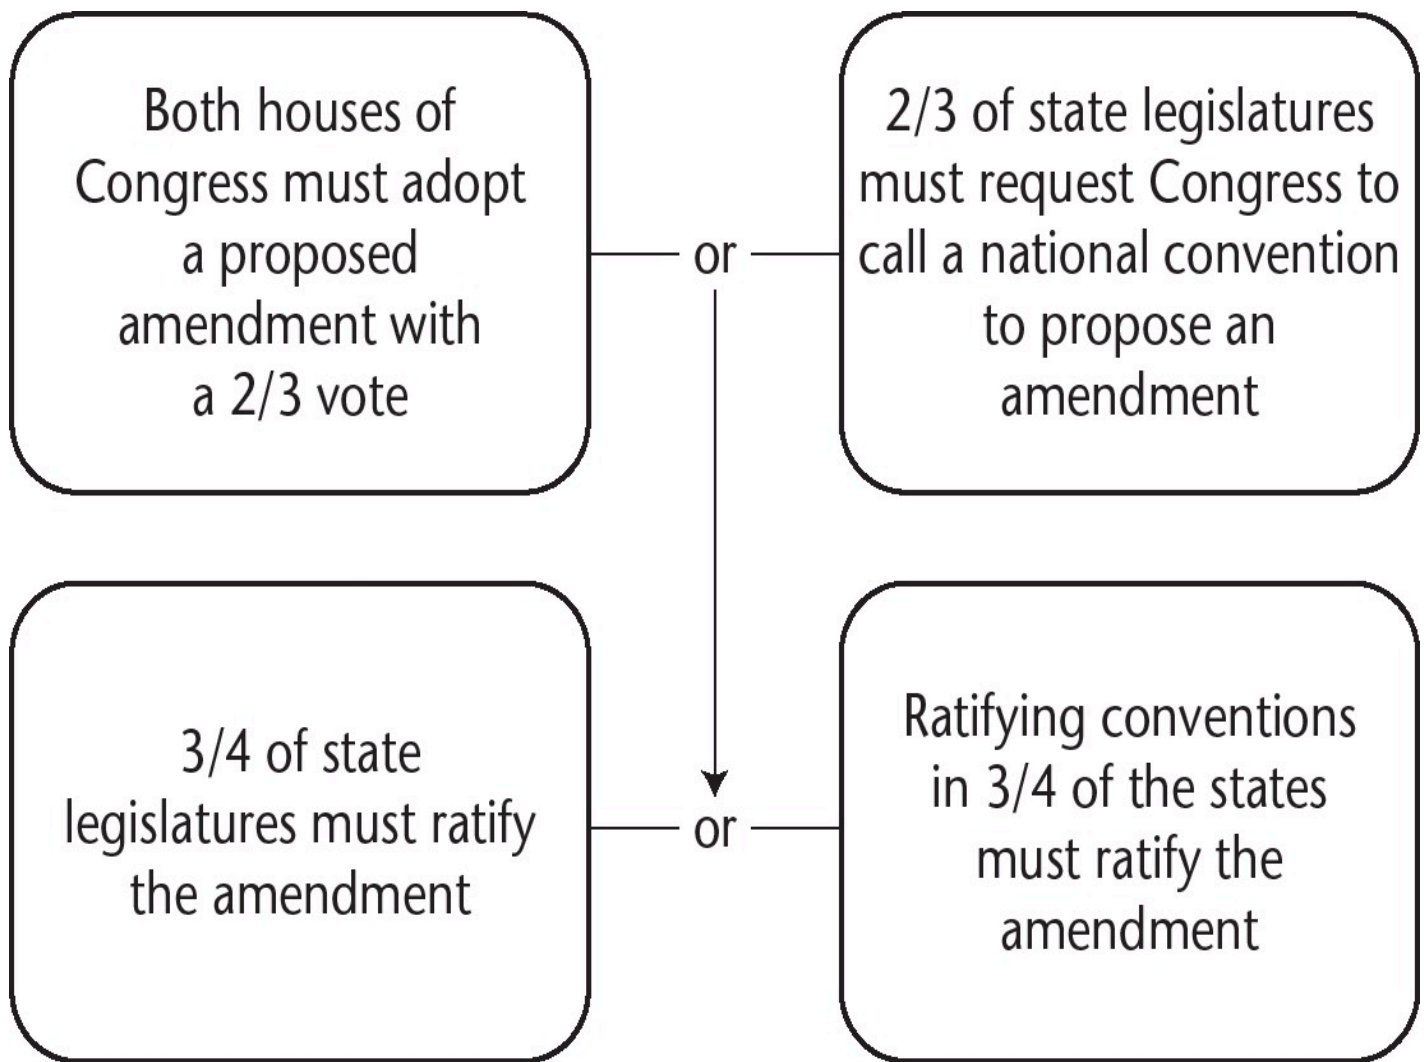 Both houses of
Congress must adopt
a proposed
amendment with
a 2/3 vote
or
2/3 of state legislatures
must request Congress to
call a national convention
to propose an
amendment
3/4 of state
legislatures must ratify
the amendment
or
Ratifying conventions
in 3/4 of the states
must ratify the
amendment